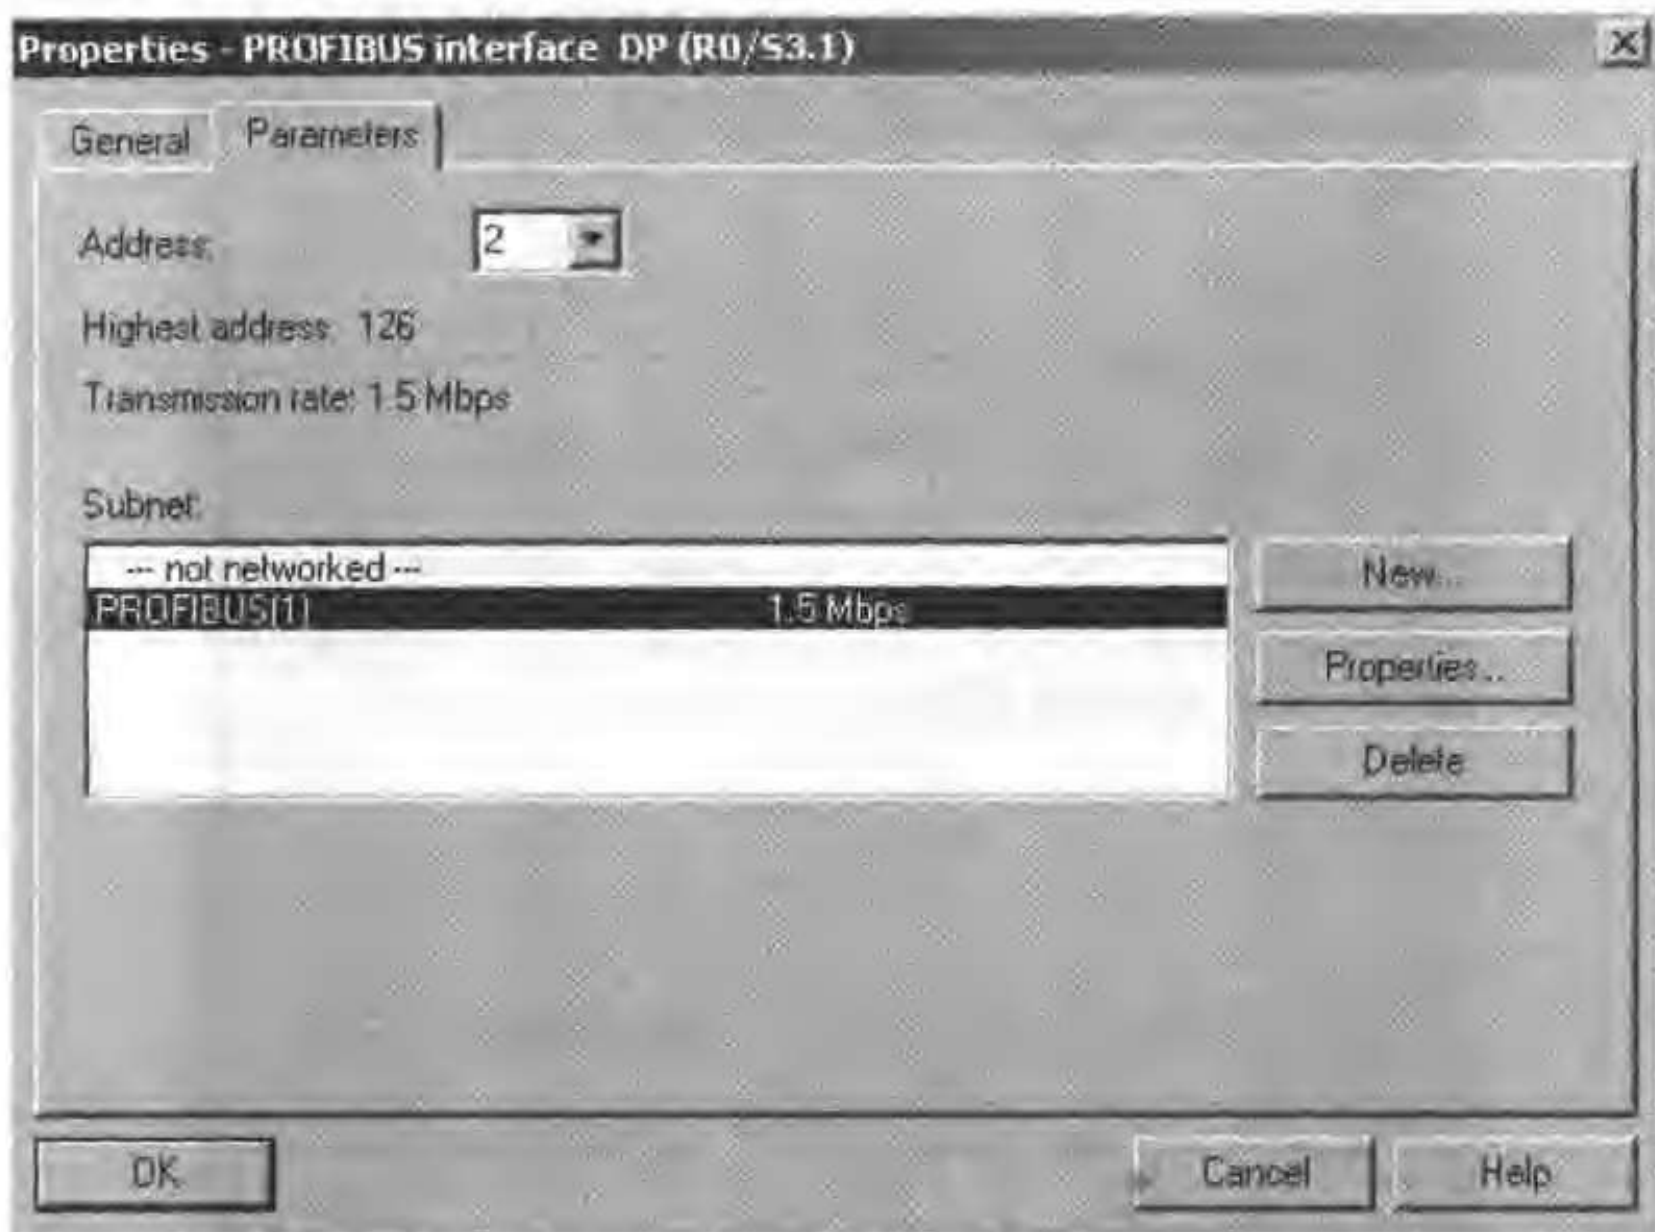 Properties - PROFIBUS interface DP (R0/S3.1)
General Parameters
Address: 2
Highest address: 126
Transmission rate: 1.5 Mbps
Subnet:
--- not networked ---
PROFIBUS(1) 1.5 Mbps
New...
Properties...
Delete
OK Cancel Help